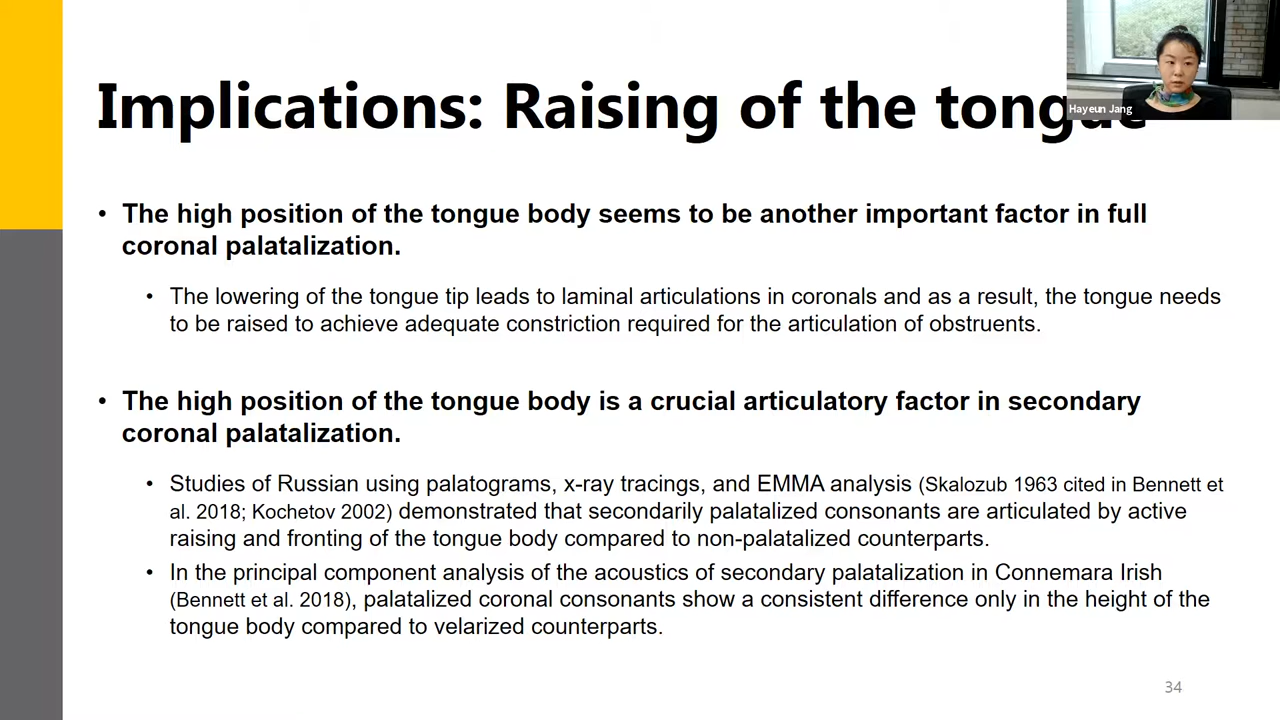 Implications: Raising of the tongue
Hayeun Jang
• The high position of the tongue body seems to be another important factor in full
coronal palatalization.
• The lowering of the tongue tip leads to laminal articulations in coronals and as a result, the tongue needs
to be raised to achieve adequate constriction required for the articulation of obstruents.
• The high position of the tongue body is a crucial articulatory factor in secondary
coronal palatalization.
• Studies of Russian using palatograms, x-ray tracings, and EMMA analysis (Skalozub 1963 cited in Bennett et
al. 2018; Kochetov 2002) demonstrated that secondarily palatalized consonants are articulated by active
raising and fronting of the tongue body compared to non-palatalized counterparts.
• In the principal component analysis of the acoustics of secondary palatalization in Connemara Irish
(Bennett et al. 2018), palatalized coronal consonants show a consistent difference only in the height of the
tongue body compared to velarized counterparts.
34